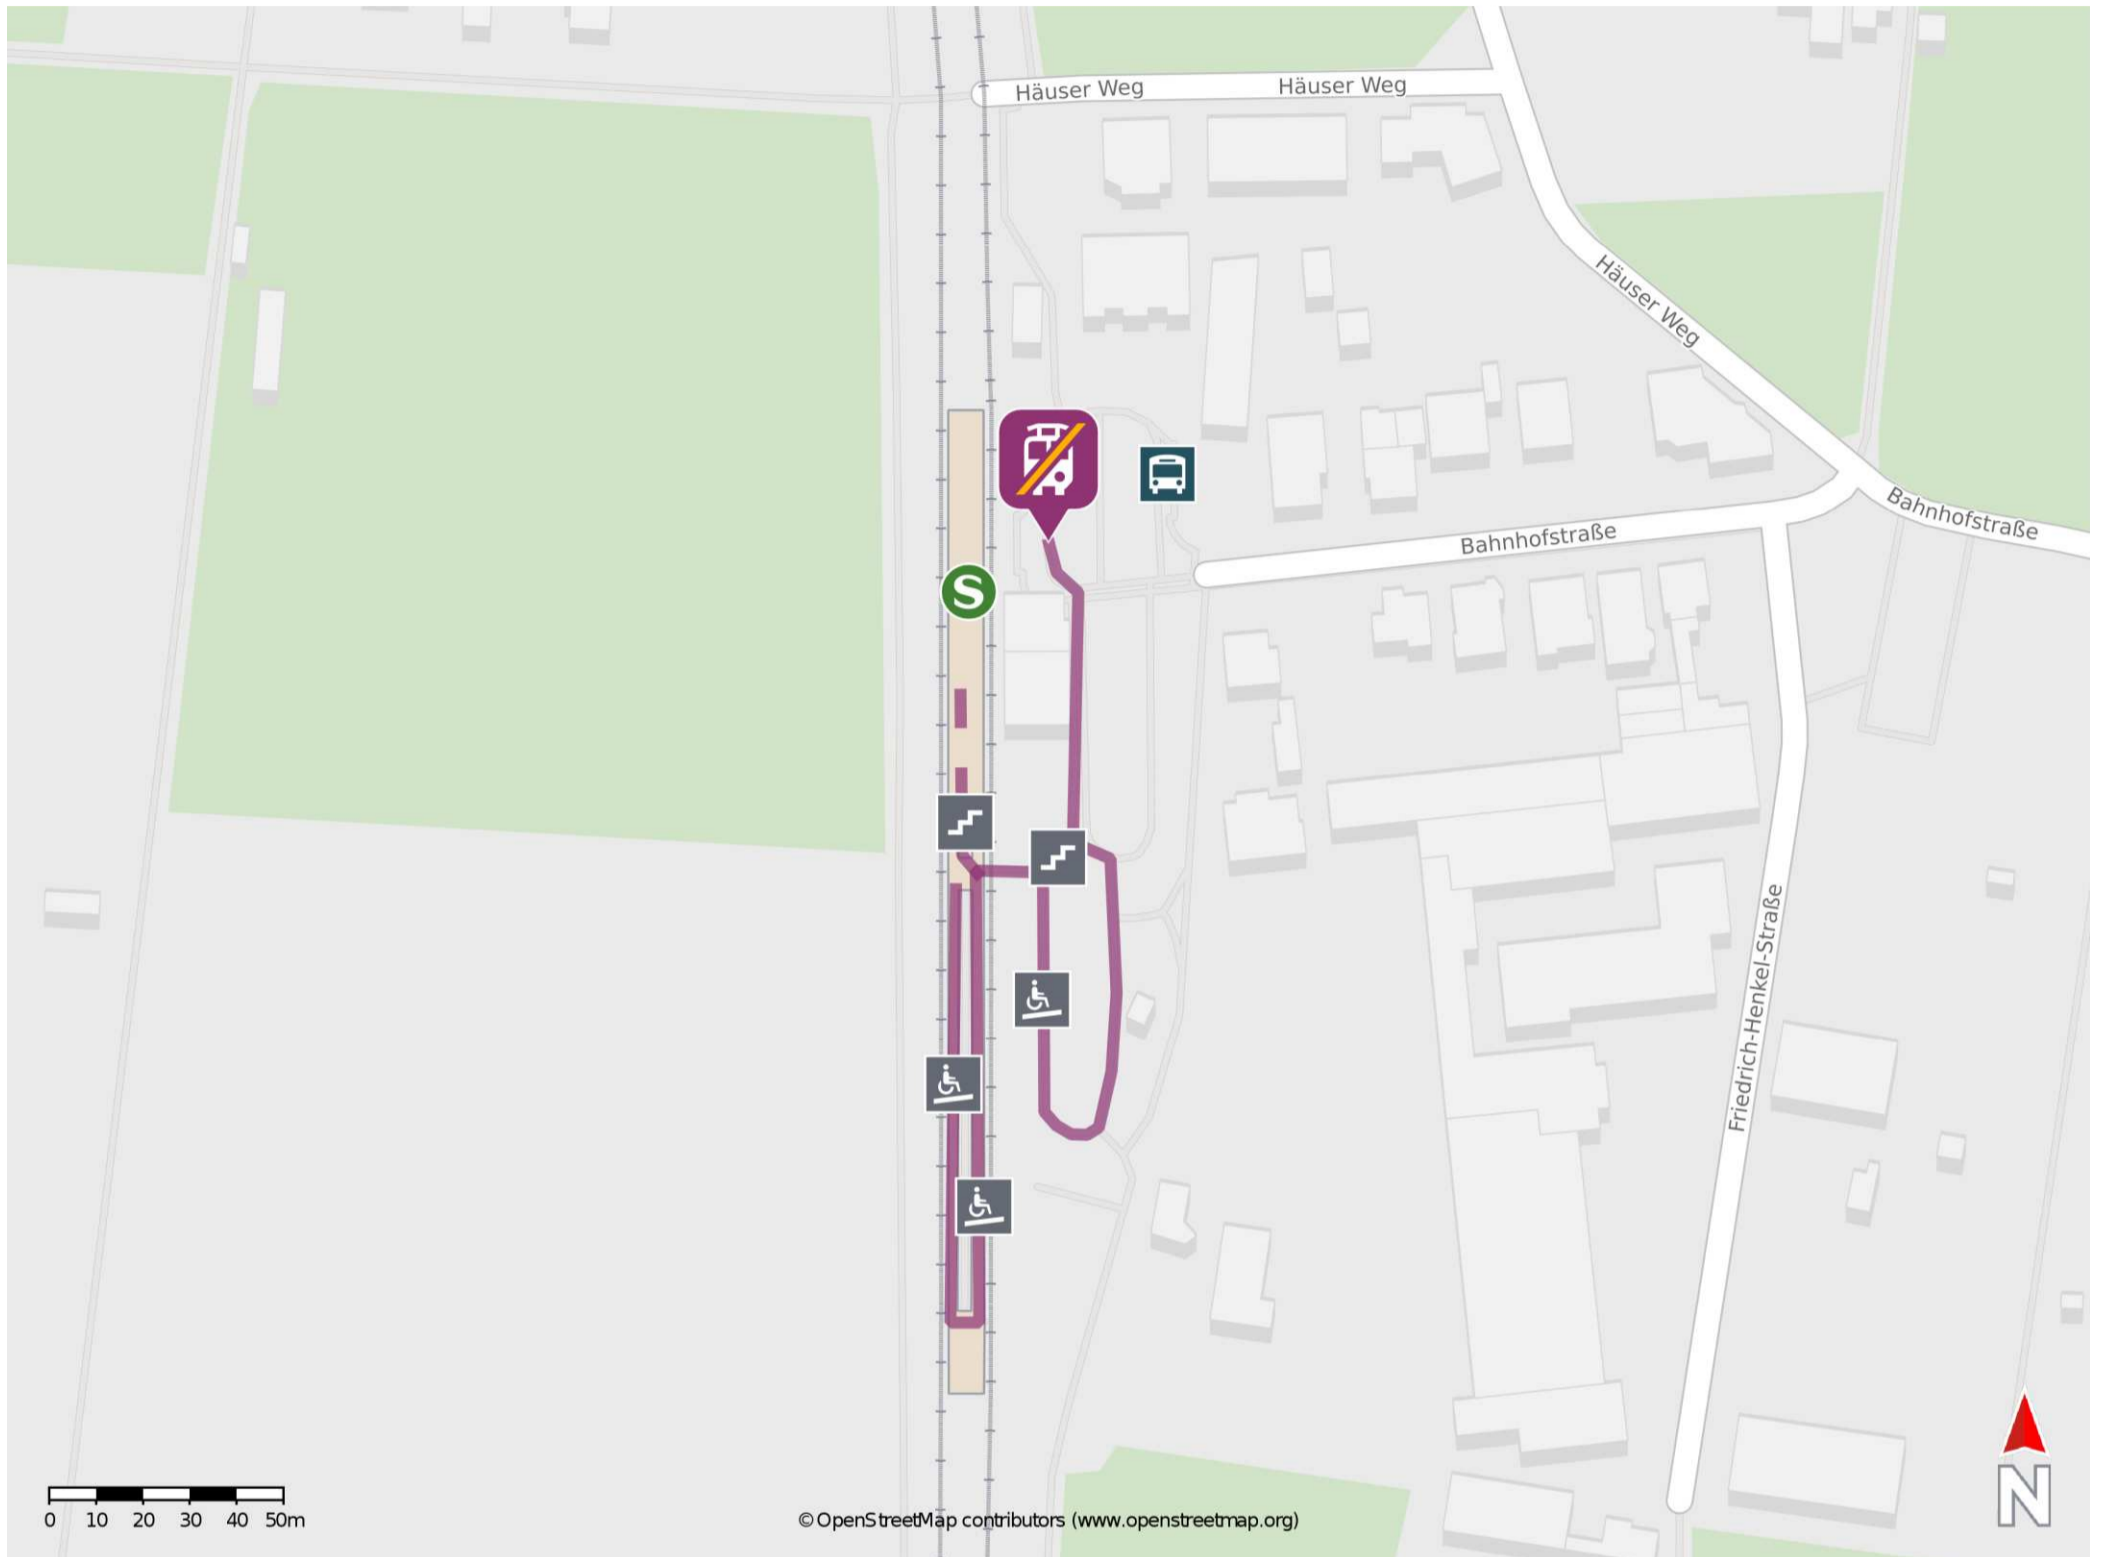 Häuser Weg Häuser Weg
Häuser Weg
Bahnhofstraße
Bahnhofstraße
S
Friedrich-Henkel-Straße
N
0 10 20 30 40 50m
©OpenStreetMap contributors (www.openstreetmap.org)